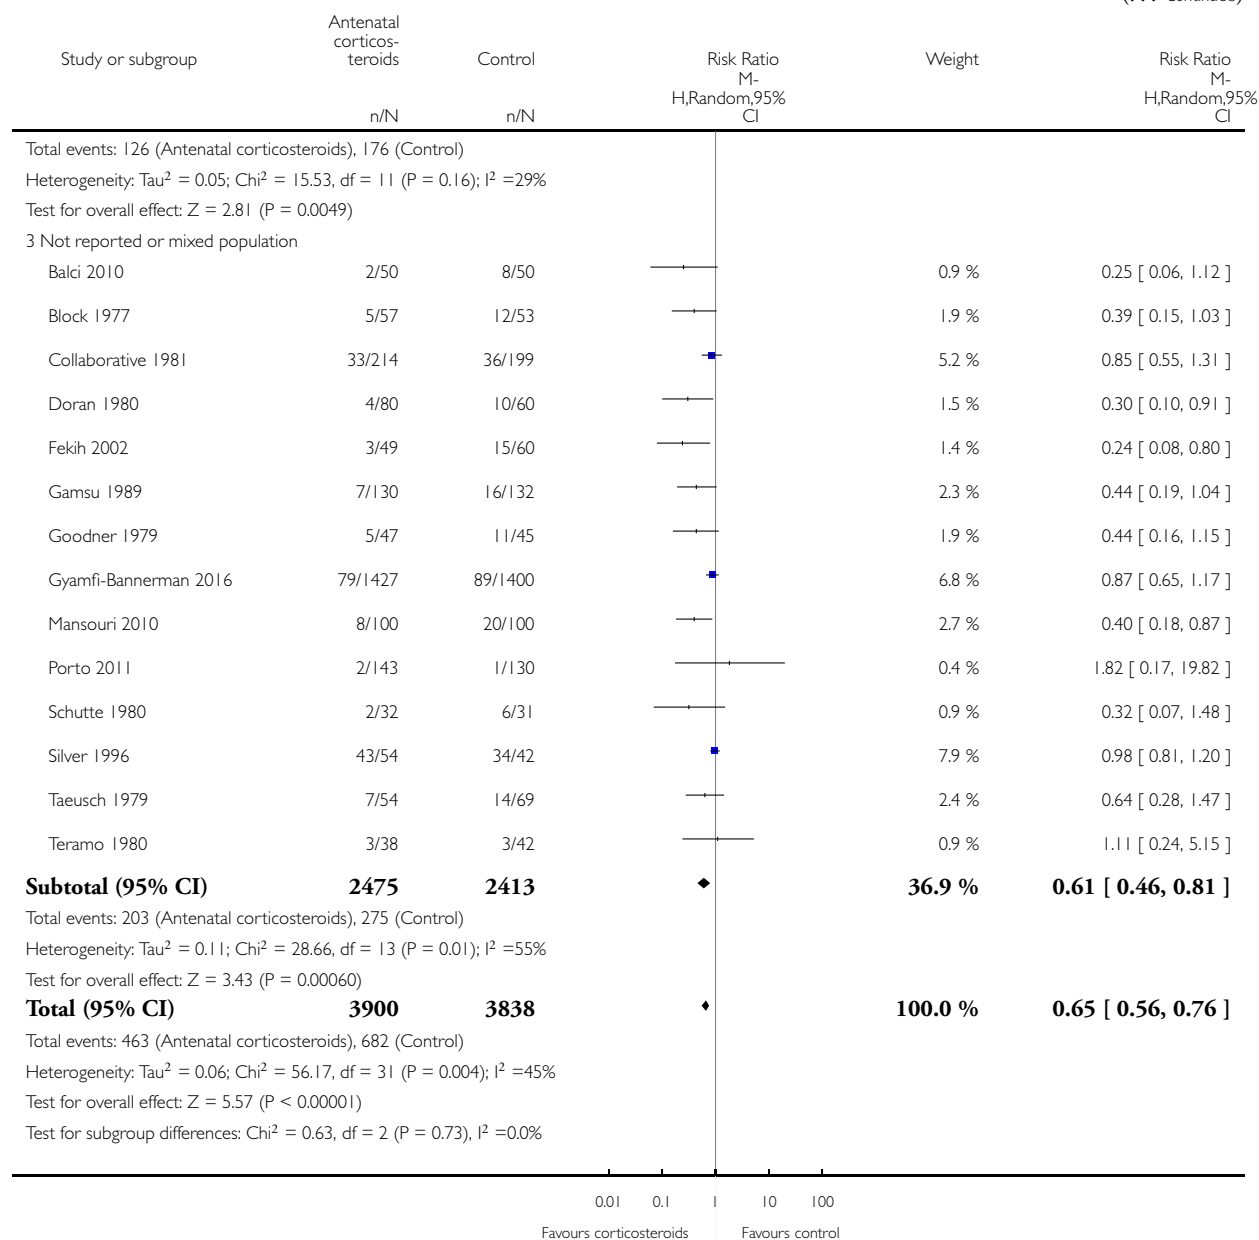 Antenatal
corticos-
Study or subgroup teroids Control Risk Ratio Weight Risk Ratio
M- M-
H,Random,95% H,Random,95%
n/N n/N CI CI
Total events: 126 (Antenatal corticosteroids), 176 (Control)
Heterogeneity: Tau² = 0.05; Chi² = 15.53, df = 11 (P = 0.16); I² =29%
Test for overall effect: Z = 2.81 (P = 0.0049)
3 Not reported or mixed population
Balci 2010 2/50 8/50 0.9 % 0.25 [ 0.06, 1.12 ]
Block 1977 5/57 12/53 1.9 % 0.39 [ 0.15, 1.03 ]
Collaborative 1981 33/214 36/199 5.2 % 0.85 [ 0.55, 1.31 ]
Doran 1980 4/80 10/60 1.5 % 0.30 [ 0.10, 0.91 ]
Fekih 2002 3/49 15/60 1.4 % 0.24 [ 0.08, 0.80 ]
Gamsu 1989 7/130 16/132 2.3 % 0.44 [ 0.19, 1.04 ]
Goodner 1979 5/47 11/45 1.9 % 0.44 [ 0.16, 1.15 ]
Gyamfi-Bannerman 2016 79/1427 89/1400 6.8 % 0.87 [ 0.65, 1.17 ]
Mansouri 2010 8/100 20/100 2.7 % 0.40 [ 0.18, 0.87 ]
Porto 2011 2/143 1/130 0.4 % 1.82 [ 0.17, 19.82 ]
Schutte 1980 2/32 6/31 0.9 % 0.32 [ 0.07, 1.48 ]
Silver 1996 43/54 34/42 7.9 % 0.98 [ 0.81, 1.20 ]
Taeusch 1979 7/54 14/69 2.4 % 0.64 [ 0.28, 1.47 ]
Teramo 1980 3/38 3/42 0.9 % 1.11 [ 0.24, 5.15 ]
Subtotal (95% CI) 2475 2413 36.9 % 0.61 [ 0.46, 0.81 ]
Total events: 203 (Antenatal corticosteroids), 275 (Control)
Heterogeneity: Tau² = 0.11; Chi² = 28.66, df = 13 (P = 0.01); I² =55%
Test for overall effect: Z = 3.43 (P = 0.00060)
Total (95% CI) 3900 3838 100.0 % 0.65 [ 0.56, 0.76 ]
Total events: 463 (Antenatal corticosteroids), 682 (Control)
Heterogeneity: Tau² = 0.06; Chi² = 56.17, df = 31 (P = 0.004); I² =45%
Test for overall effect: Z = 5.57 (P < 0.00001)
Test for subgroup differences: Chi² = 0.63, df = 2 (P = 0.73), I² =0.0%
0.01 0.1 1 10 100
Favours corticosteroids Favours control